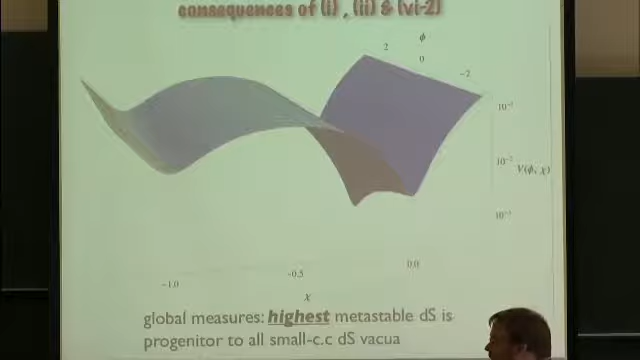 consequences of (i) , (ii) & (vi-2)
ϕ
2
0
-2
V(ϕ, χ)
-1.0
-0.5
0.0
χ
global measures: highest metastable dS is
progenitor to all small-c.c dS vacua